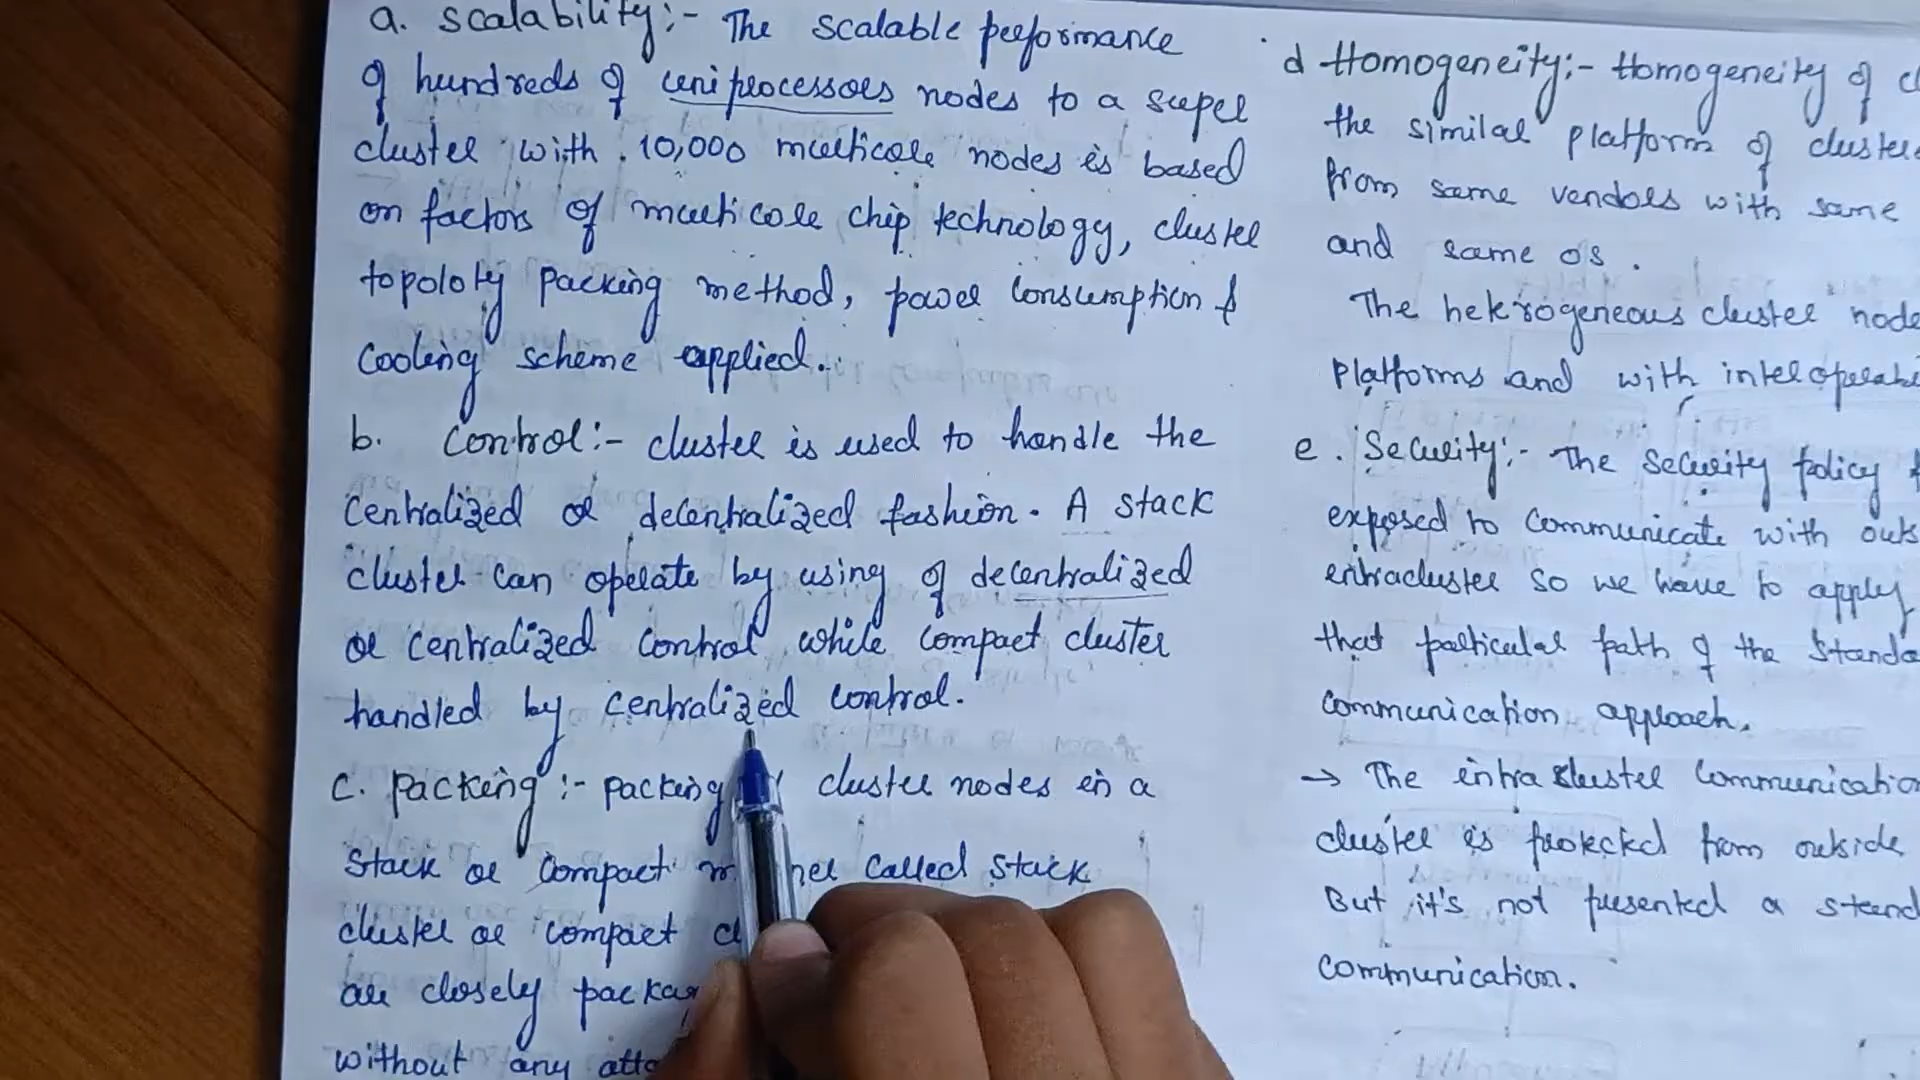 a. scalability:- The scalable performance
of hundreds of uniprocessors nodes to a super
cluster with 10,000 multicore nodes is based
on factors of multicore chip technology, cluster
topoloty packing method, power consumption &
cooling scheme applied.
b. control:- cluster is used to handle the
centralized or decentralized fashion. A stack
cluster can operate by using of decentralized
or centralized control while compact cluster
handled by centralized control.
c. packing :- packing cluster nodes in a
stack or compact called stack
cluster or compact
are closely
without any
d Homogeneity:- Homogeneity of
the similar platform of cluster
from same vendors with same
and same os.
The hetrogeneous cluster node
platforms and with
e. Security:- The security policy
exposed to communicate with
intracluster so we have to apply
that particular path of the
communication approach.
→ The intra cluster communication
cluster is protected from outside
But it's not presented a
communication.